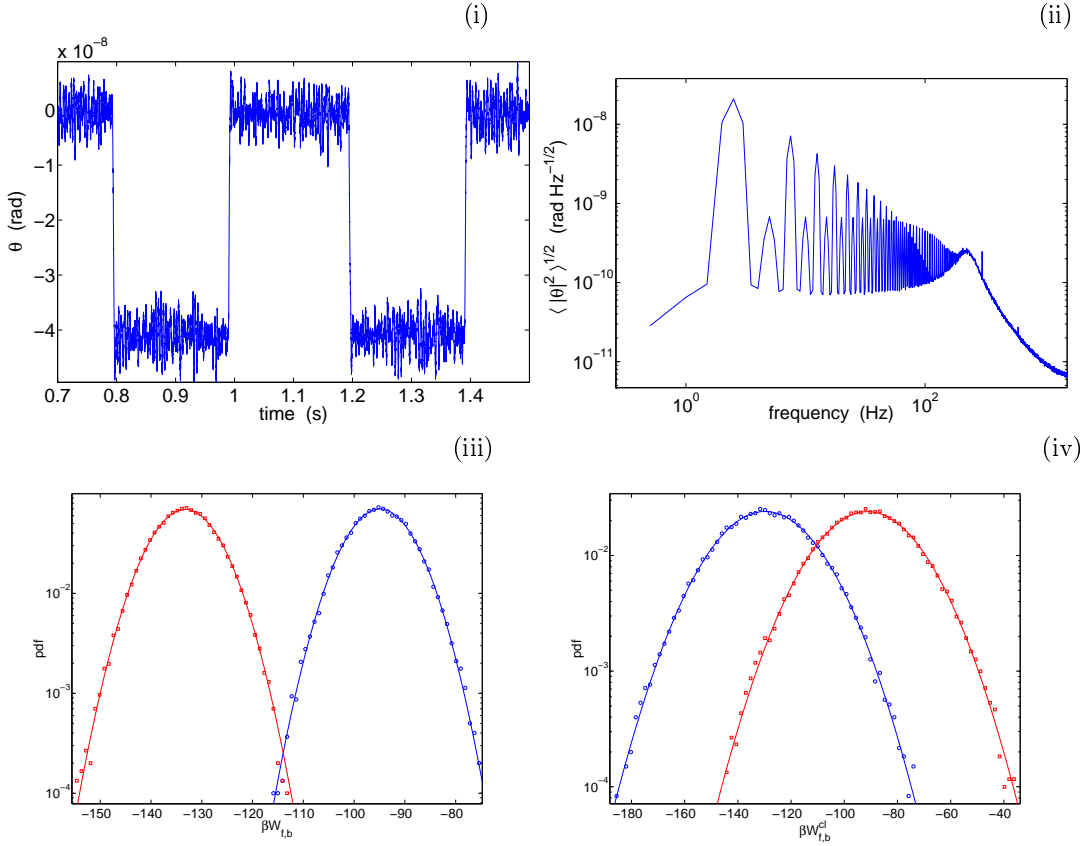 (i)
x 10⁻⁸
θ (rad)
0
−1
−2
−3
−4
0.7 0.8 0.9 1 1.1 1.2 1.3 1.4
time (s)
(ii)
⟨ |θ|² ⟩^1/2 (rad Hz^−1/2)
10⁻⁸
10⁻⁹
10⁻¹⁰
10⁻¹¹
10⁰ 10²
frequency (Hz)
(iii)
pdf
10⁻²
10⁻³
10⁻⁴
−150 −140 −130 −120 −110 −100 −90 −80
βW_f,b
(iv)
pdf
10⁻²
10⁻³
10⁻⁴
−180 −160 −140 −120 −100 −80 −60 −40
βW^cl_f,b